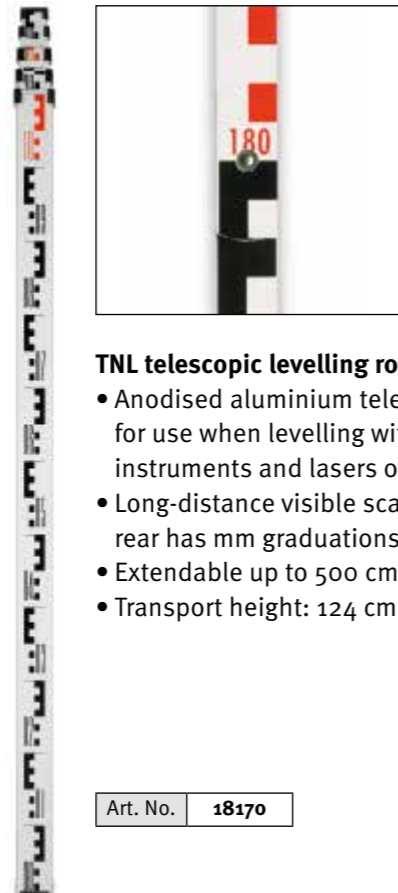 180
TNL telescopic levelling ro
• Anodised aluminium tele
for use when levelling wi
instruments and lasers o
• Long-distance visible sca
rear has mm graduations
• Extendable up to 500 cm
• Transport height: 124 cm
Art. No. 18170